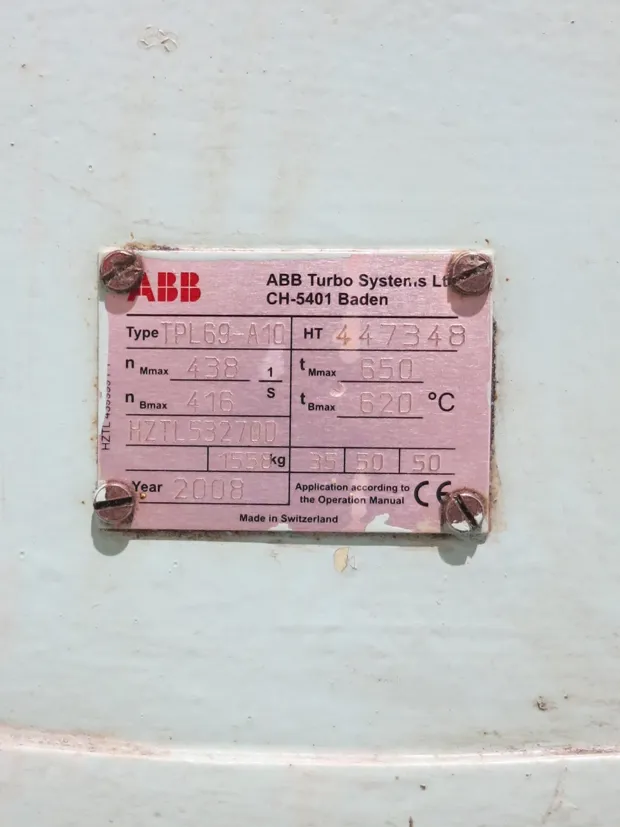 ABB
ABB Turbo Systems Lt
CH-5401 Baden
Type TPL69-A10 HT 447348
n Mmax 438 1/s t Mmax 650
n Bmax 416 t Bmax 620 °C
HZTL532700
1558kg 35 50 50
Year 2008 Application according to
the Operation Manual CE
Made in Switzerland